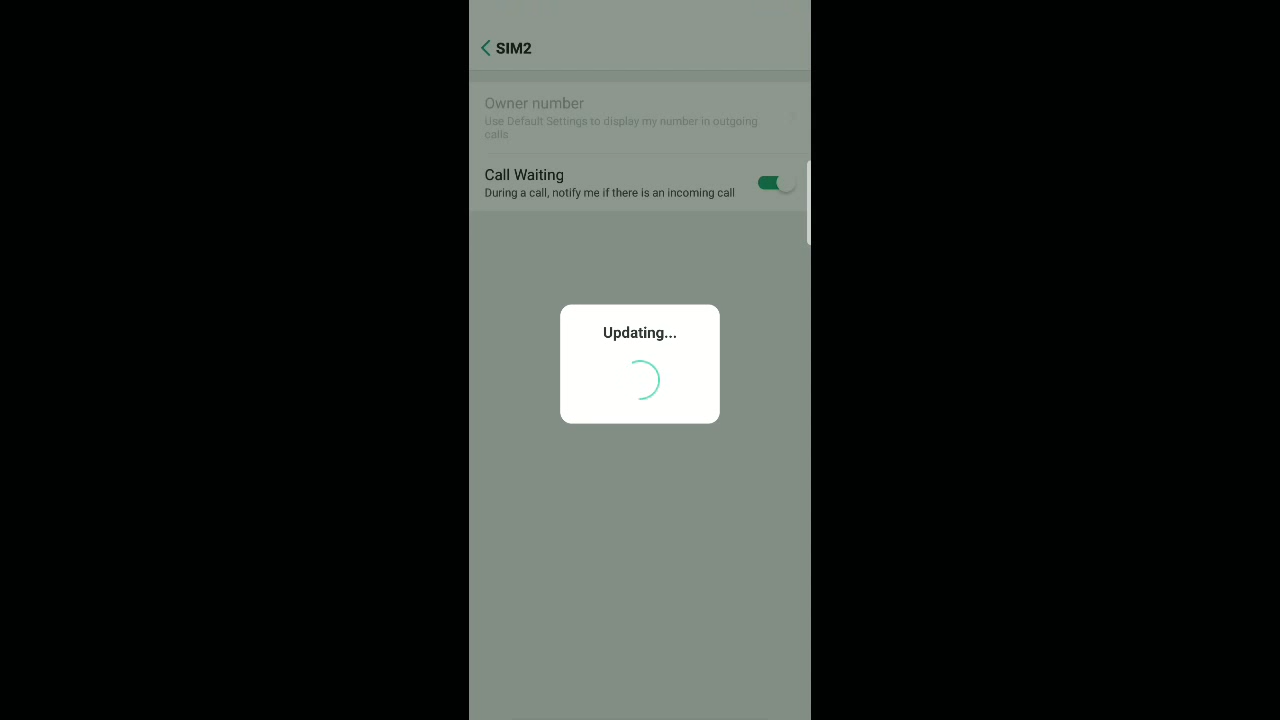 SIM2
Owner number
Use Default Settings to display my number in outgoing
calls
Call Waiting
During a call, notify me if there is an incoming call
Updating...